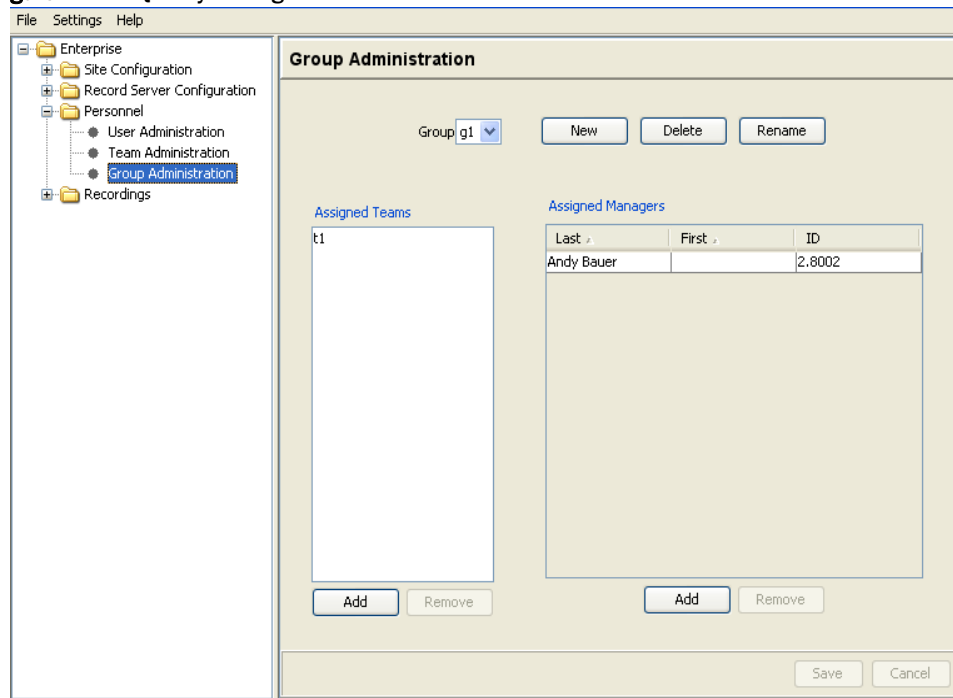 File Settings Help
Enterprise
Site Configuration
Record Server Configuration
Personnel
User Administration
Team Administration
Group Administration
Recordings
Group Administration
Group g1 New Delete Rename
Assigned Teams
t1
Add Remove
Assigned Managers
Last First ID
Andy Bauer 2.8002
Add Remove
Save Cancel